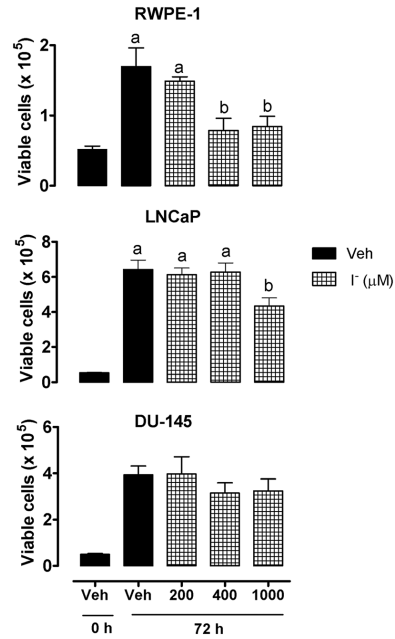 RWPE-1
Viable cells (x 10⁵)
2
1
0
a
a
b
b
LNCaP
Viable cells (x 10⁵)
8
6
4
2
0
a
a
a
b
Veh
I⁻ (µM)
DU-145
Viable cells (x 10⁵)
6
4
2
0
Veh Veh 200 400 1000
0 h 72 h